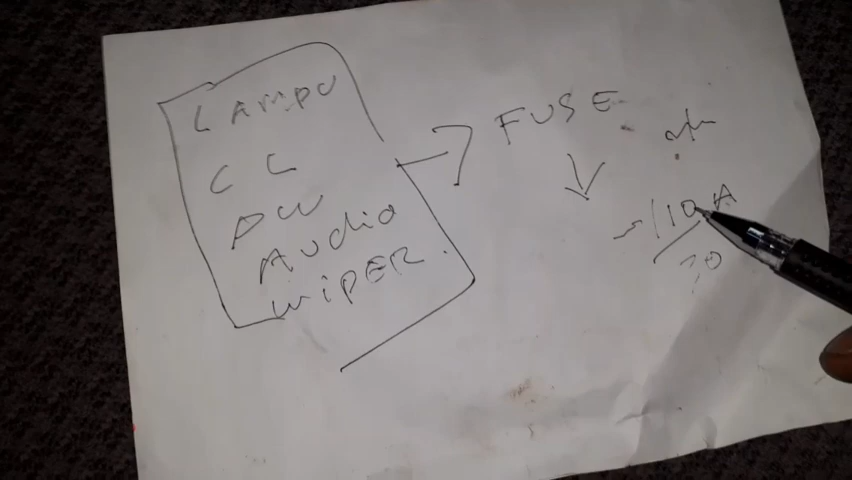 LAMPU
CL
PW
AUdio
WiPER
FUSE
10A